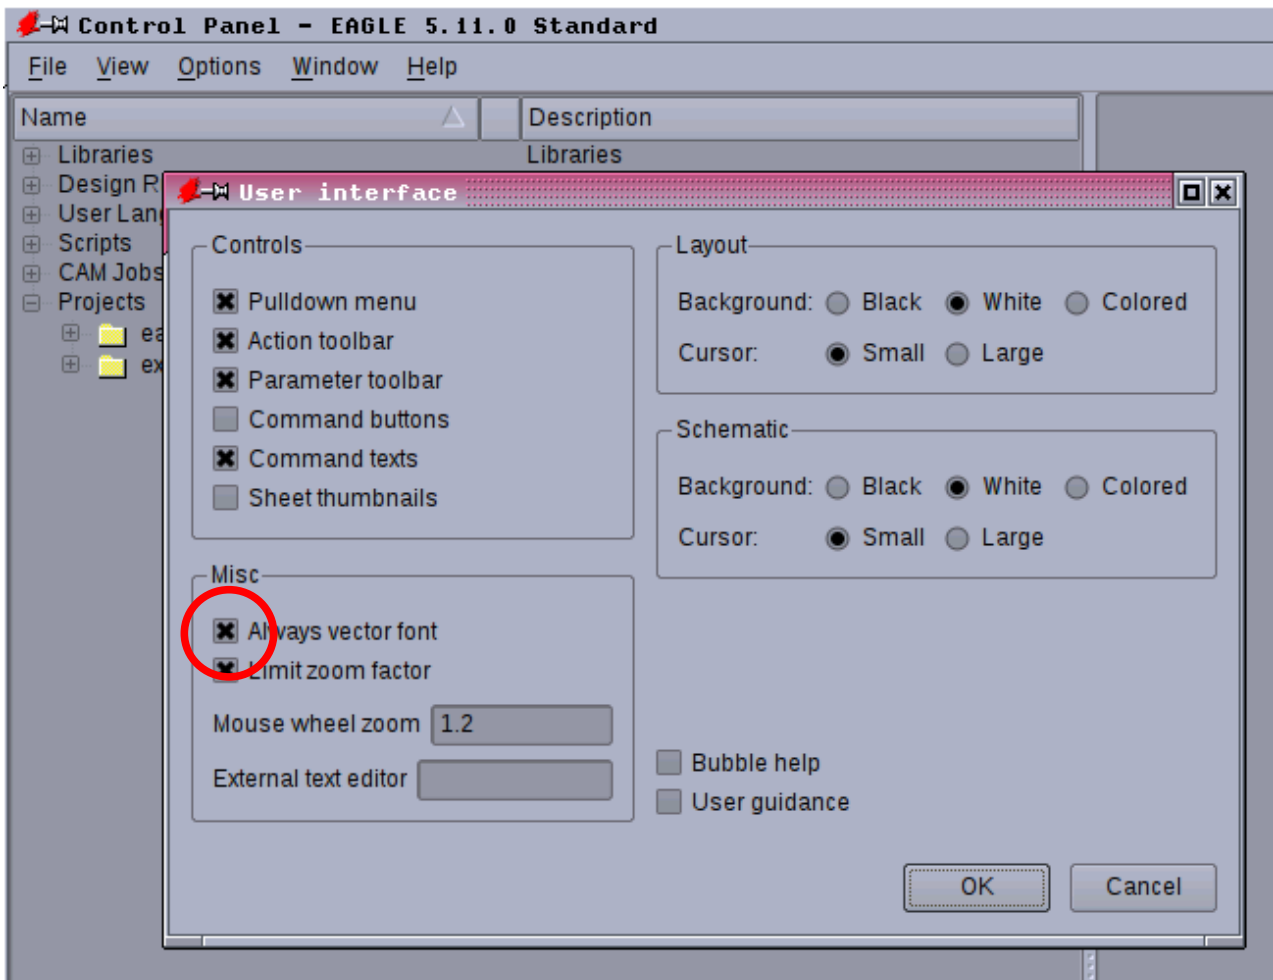 Control Panel - EAGLE 5.11.0 Standard
File View Options Window Help
Name Description
Libraries Libraries
Design R
User Lang
Scripts
CAM Jobs
Projects
ea
ex
User interface
Controls
Pulldown menu
Action toolbar
Parameter toolbar
Command buttons
Command texts
Sheet thumbnails
Misc
Always vector font
Limit zoom factor
Mouse wheel zoom 1.2
External text editor
Layout
Background: Black White Colored
Cursor: Small Large
Schematic
Background: Black White Colored
Cursor: Small Large
Bubble help
User guidance
OK Cancel